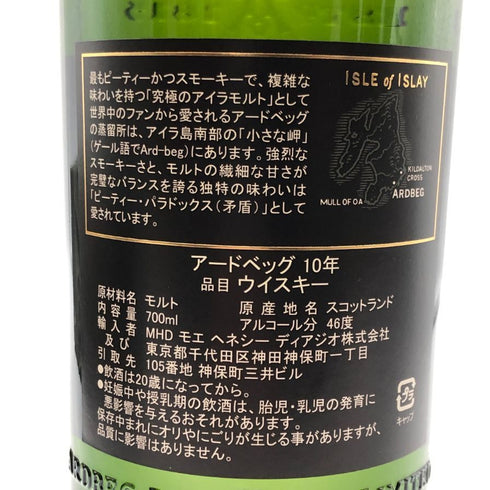 最もピーティーかつスモーキーで、複雑な
味わいを持つ「究極のアイラモルト」として
世界中のファンから愛されるアードベッグ
の蒸留所は、アイラ島南部の「小さな岬」
(ゲール語でArd-beg)にあります。強烈な
スモーキーさと、モルトの繊細な甘さが
完璧なバランスを誇る独特の味わいは
「ピーティー・パラドックス(矛盾)」として
愛されています。
ISLE of ISLAY
KILDALTON
CROSS
ARDBEG
MULL OF OA
アードベッグ 10年
品目 ウイスキー
原材料名 モルト 原産地名 スコットランド
内容量 700ml アルコール分 46度
輸入者 MHD モエ ヘネシー ディアジオ株式会社
及び 東京都千代田区神田神保町一丁目
引取先 105番地 神保町三井ビル
●飲酒は20歳になってから。
●妊娠中や授乳期の飲酒は、胎児・乳児の発育に
悪影響を与えるおそれがあります。
保存中まれにオリやにごりが生じる事がありますが、
品質に影響はありません。
プラ
キャップ